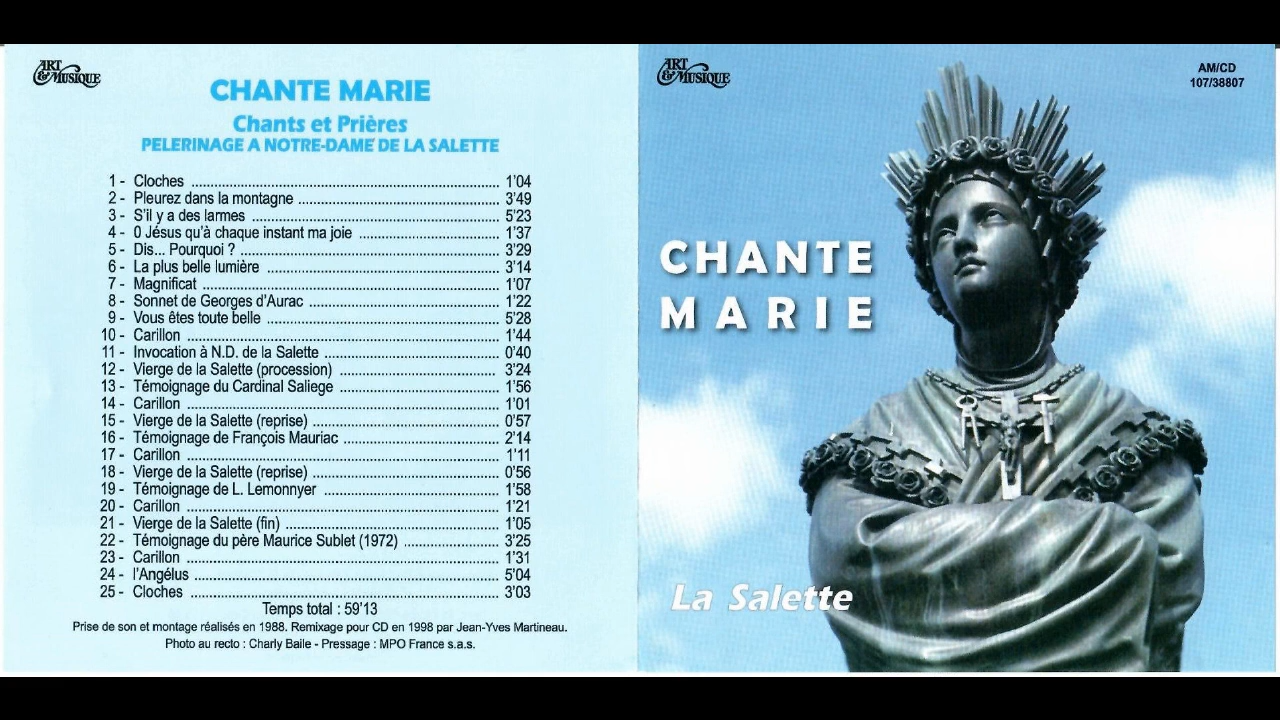 ART
& MUSIQUE
CHANTE MARIE
Chants et Prières
PELERINAGE A NOTRE-DAME DE LA SALETTE
1 - Cloches 1'04
2 - Pleurez dans la montagne 3'49
3 - S'il y a des larmes 5'23
4 - 0 Jésus qu'à chaque instant ma joie 1'37
5 - Dis... Pourquoi ? 3'29
6 - La plus belle lumière 3'14
7 - Magnificat 1'07
8 - Sonnet de Georges d'Aurac 1'22
9 - Vous êtes toute belle 5'28
10 - Carillon 1'44
11 - Invocation à N.D. de la Salette 0'40
12 - Vierge de la Salette (procession) 3'24
13 - Témoignage du Cardinal Saliege 1'56
14 - Carillon 1'01
15 - Vierge de la Salette (reprise) 0'57
16 - Témoignage de François Mauriac 2'14
17 - Carillon 1'11
18 - Vierge de la Salette (reprise) 0'56
19 - Témoignage de L. Lemonnyer 1'58
20 - Carillon 1'21
21 - Vierge de la Salette (fin) 1'05
22 - Témoignage du père Maurice Sublet (1972) 3'25
23 - Carillon 1'31
24 - l'Angélus 5'04
25 - Cloches 3'03
Temps total : 59'13
Prise de son et montage réalisés en 1988. Remixage pour CD en 1998 par Jean-Yves Martineau.
Photo au recto : Charly Baile - Pressage : MPO France s.a.s.
ART
& MUSIQUE
AM/CD
107/38807
CHANTE
MARIE
La Salette